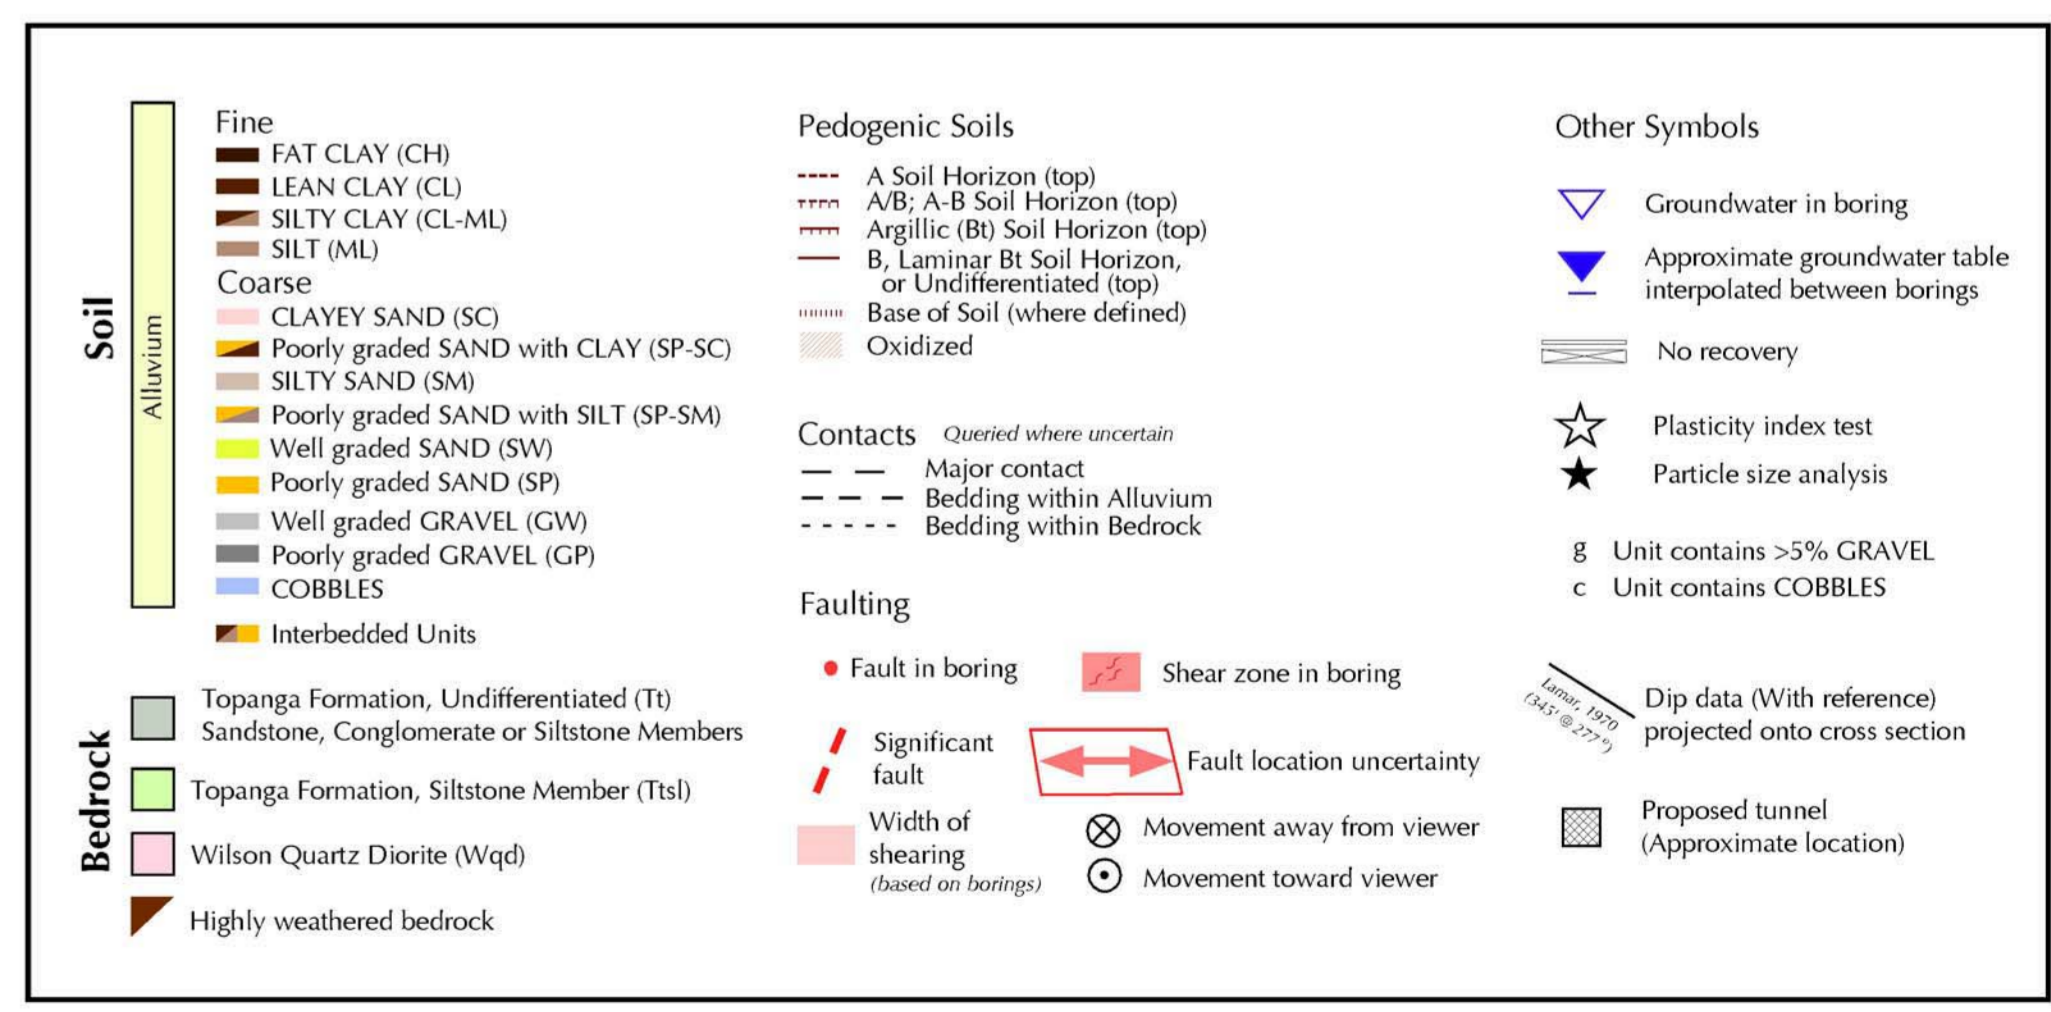 Soil
Alluvium
Fine
FAT CLAY (CH)
LEAN CLAY (CL)
SILTY CLAY (CL-ML)
SILT (ML)
Coarse
CLAYEY SAND (SC)
Poorly graded SAND with CLAY (SP-SC)
SILTY SAND (SM)
Poorly graded SAND with SILT (SP-SM)
Well graded SAND (SW)
Poorly graded SAND (SP)
Well graded GRAVEL (GW)
Poorly graded GRAVEL (GP)
COBBLES
Interbedded Units
Bedrock
Topanga Formation, Undifferentiated (Tt)
Sandstone, Conglomerate or Siltstone Members
Topanga Formation, Siltstone Member (Ttsl)
Wilson Quartz Diorite (Wqd)
Highly weathered bedrock
Pedogenic Soils
A Soil Horizon (top)
A/B; A-B Soil Horizon (top)
Argillic (Bt) Soil Horizon (top)
B, Laminar Bt Soil Horizon,
or Undifferentiated (top)
Base of Soil (where defined)
Oxidized
Contacts Queried where uncertain
Major contact
Bedding within Alluvium
Bedding within Bedrock
Faulting
Fault in boring
Shear zone in boring
Significant
fault
Fault location uncertainty
Width of
shearing
(based on borings)
Movement away from viewer
Movement toward viewer
Other Symbols
Groundwater in boring
Approximate groundwater table
interpolated between borings
No recovery
Plasticity index test
Particle size analysis
g Unit contains >5% GRAVEL
c Unit contains COBBLES
Lamar, 1970
(345' @ 277°)
Dip data (With reference)
projected onto cross section
Proposed tunnel
(Approximate location)